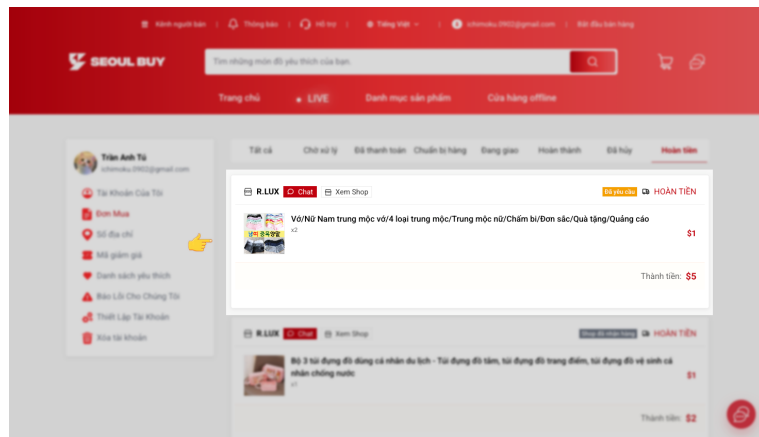 Kênh người bán
Thông báo
Hỗ trợ
Tiếng Việt
Bắt đầu bán hàng
SEOUL BUY
Tìm những món đồ yêu thích của bạn.
Trang chủ
LIVE
Danh mục sản phẩm
Cửa hàng offline
Trần Anh Tú
Tài Khoản Của Tôi
Đơn Mua
Sổ địa chỉ
Mã giảm giá
Danh sách yêu thích
Báo Lỗi Cho Chúng Tôi
Thiết Lập Tài Khoản
Xóa tài khoản
Tất cả
Chờ xử lý
Đã thanh toán
Chuẩn bị hàng
Đang giao
Hoàn thành
Đã hủy
Hoàn tiền
R.LUX Chat Xem Shop Đã yêu cầu HOÀN TIỀN
Vớ/Nữ Nam trung mộc vớ/4 loại trung mộc/Trung mộc nữ/Chấm bi/Đơn sắc/Quà tặng/Quảng cáo
x2
$1
Thành tiền: $5
R.LUX Chat Xem Shop HOÀN TIỀN
Bộ 3 túi đựng đồ dùng cá nhân du lịch - Túi đựng đồ tắm, túi đựng đồ trang điểm, túi đựng đồ vệ sinh cá
nhân chống nước
x1
$1
Thành tiền: $2